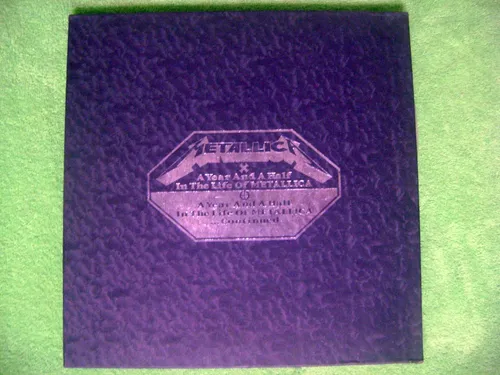 METALLICA
A Year And A Half
In The Life Of METALLICA
A Year And A Half
In The Life Of METALLICA
...Continued